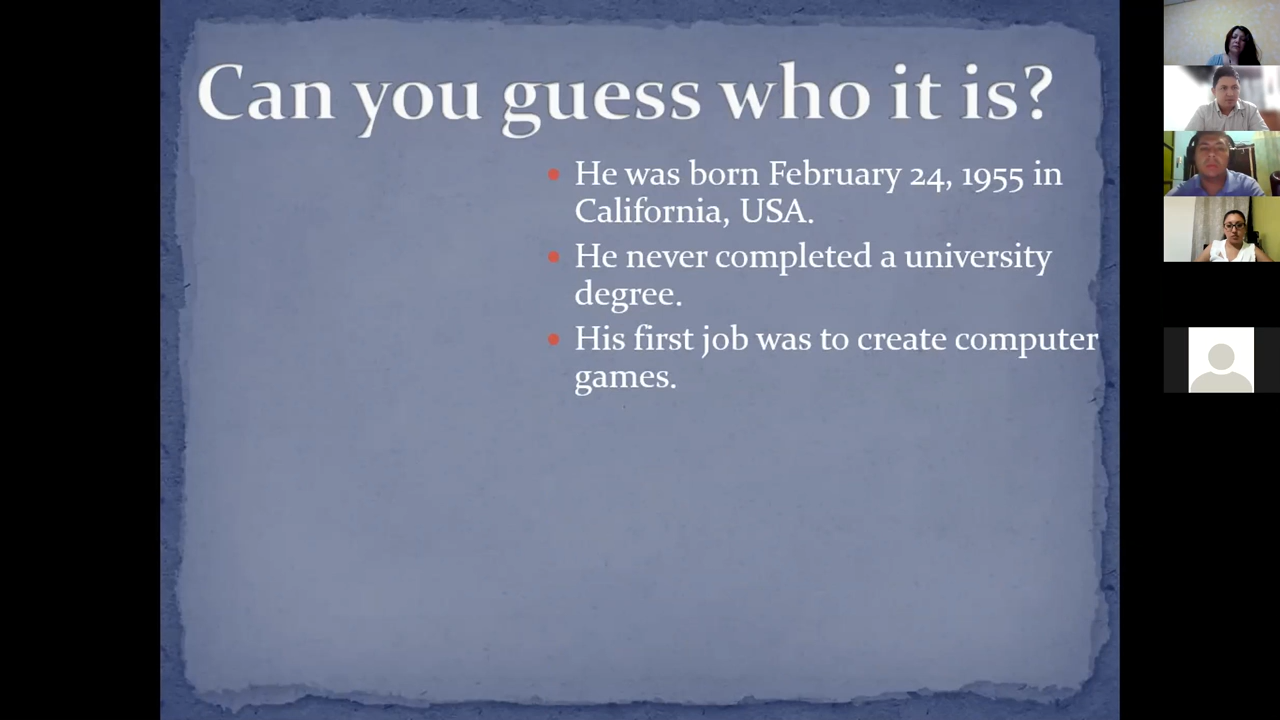 Can you guess who it is?
He was born February 24, 1955 in
California, USA.
He never completed a university
degree.
His first job was to create computer
games.